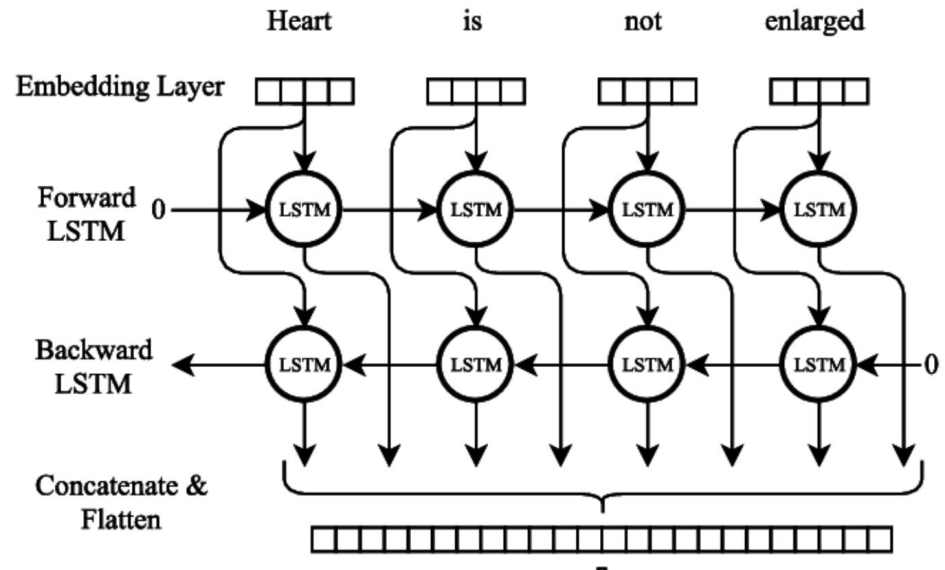 Heart is not enlarged
Embedding Layer
Forward
LSTM
0
LSTM LSTM LSTM LSTM
Backward
LSTM
LSTM LSTM LSTM LSTM
0
Concatenate &
Flatten